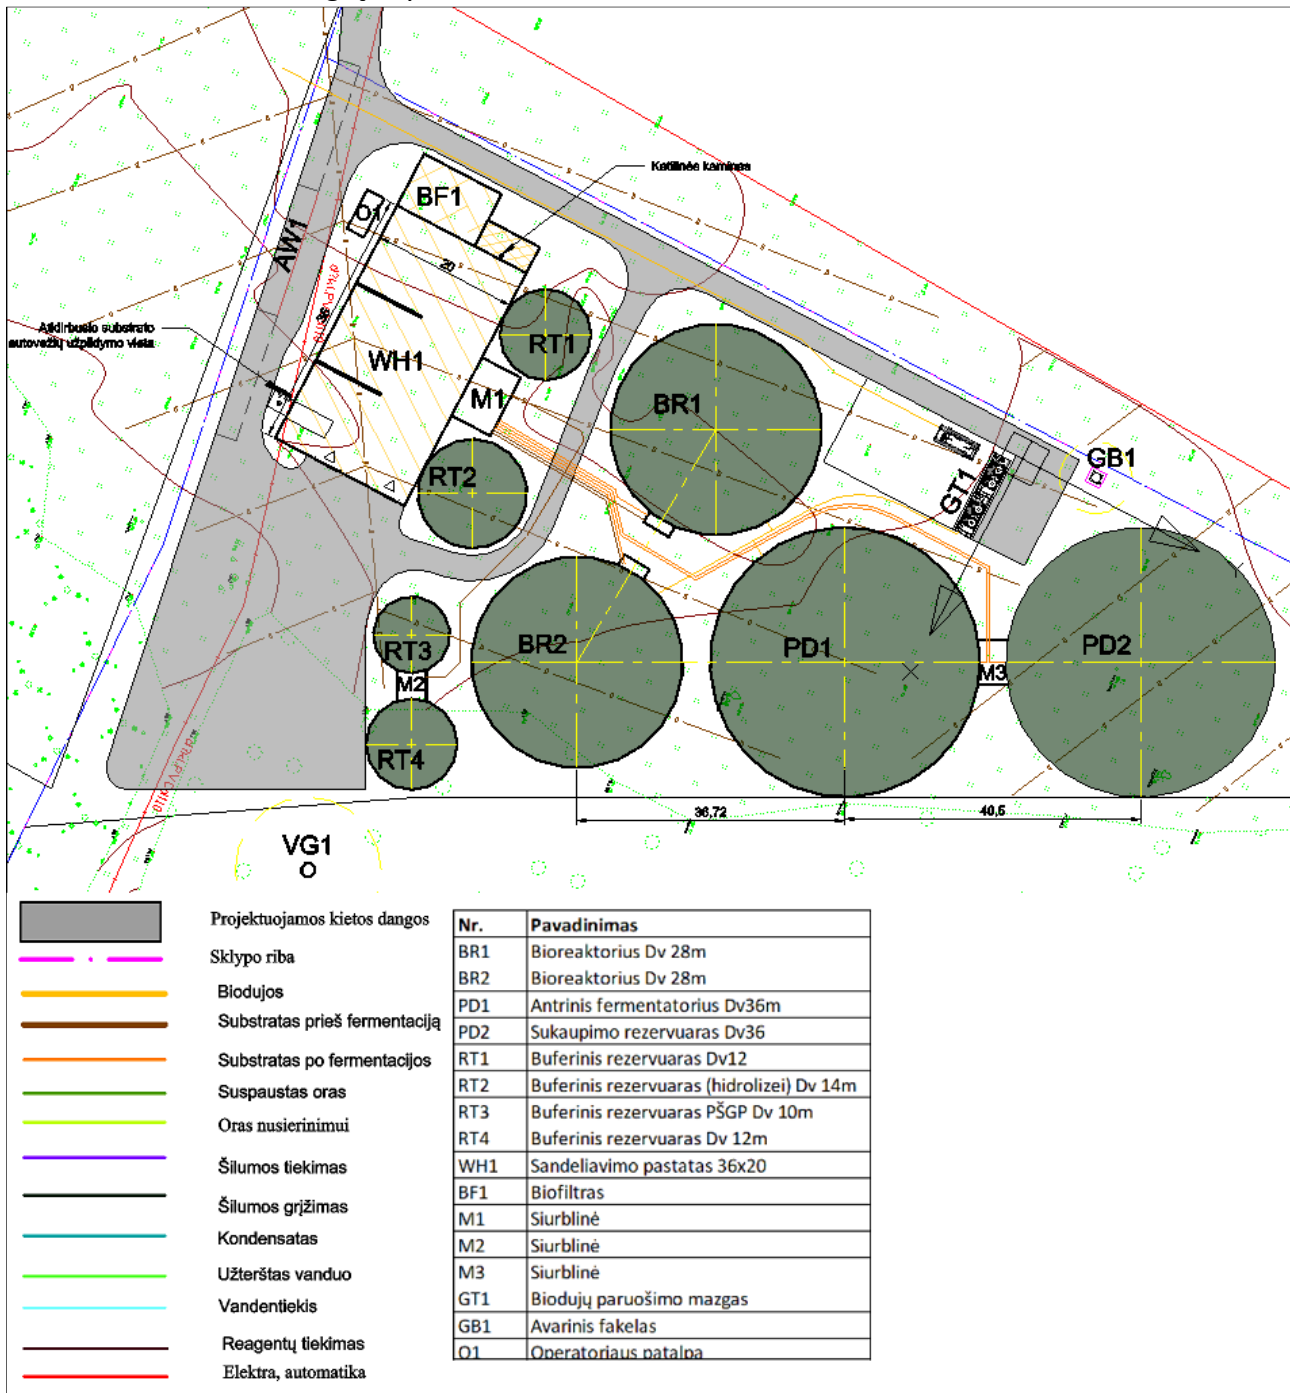 Katilinės kaminas
BF1
O1
AW1
20
36
Atidirbusio substrato
autovežių užpildymo vieta
RT1
WH1
M1
BR1
RT2
GB1
GT1
RT3
BR2
PD1
PD2
M2
M3
RT4
36,72
40,5
VG1
Projektuojamos kietos dangos
Sklypo riba
Biodujos
Substratas prieš fermentaciją
Substratas po fermentacijos
Suspaustas oras
Oras nusierinimui
Šilumos tiekimas
Šilumos grįžimas
Kondensatas
Užterštas vanduo
Vandentiekis
Reagentų tiekimas
Elektra, automatika
Nr. Pavadinimas
BR1 Bioreaktorius Dv 28m
BR2 Bioreaktorius Dv 28m
PD1 Antrinis fermentatorius Dv36m
PD2 Sukaupimo rezervuaras Dv36
RT1 Buferinis rezervuaras Dv12
RT2 Buferinis rezervuaras (hidrolizei) Dv 14m
RT3 Buferinis rezervuaras PŠGP Dv 10m
RT4 Buferinis rezervuaras Dv 12m
WH1 Sandeliavimo pastatas 36x20
BF1 Biofiltras
M1 Siurblinė
M2 Siurblinė
M3 Siurblinė
GT1 Biodujų paruošimo mazgas
GB1 Avarinis fakelas
O1 Operatoriaus patalpa